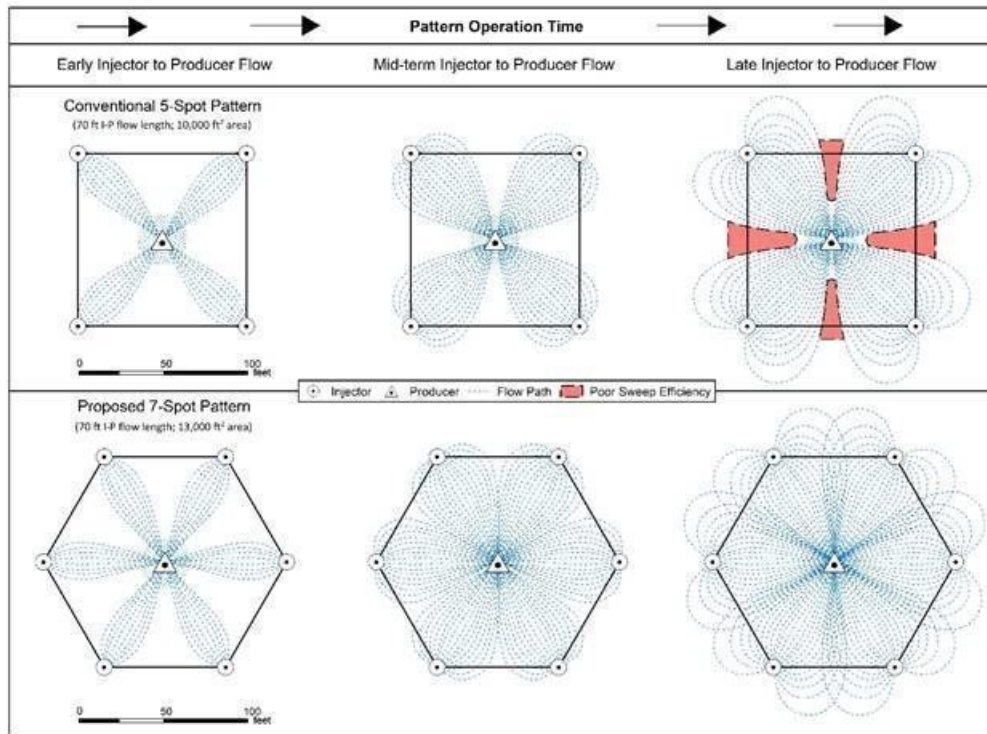 Pattern Operation Time
Early Injector to Producer Flow
Mid-term Injector to Producer Flow
Late Injector to Producer Flow
Conventional 5-Spot Pattern
(70 ft I-P flow length; 10,000 ft² area)
0 50 100
feet
Injector Producer Flow Path Poor Sweep Efficiency
Proposed 7-Spot Pattern
(70 ft I-P flow length; 13,000 ft² area)
0 50 100
feet